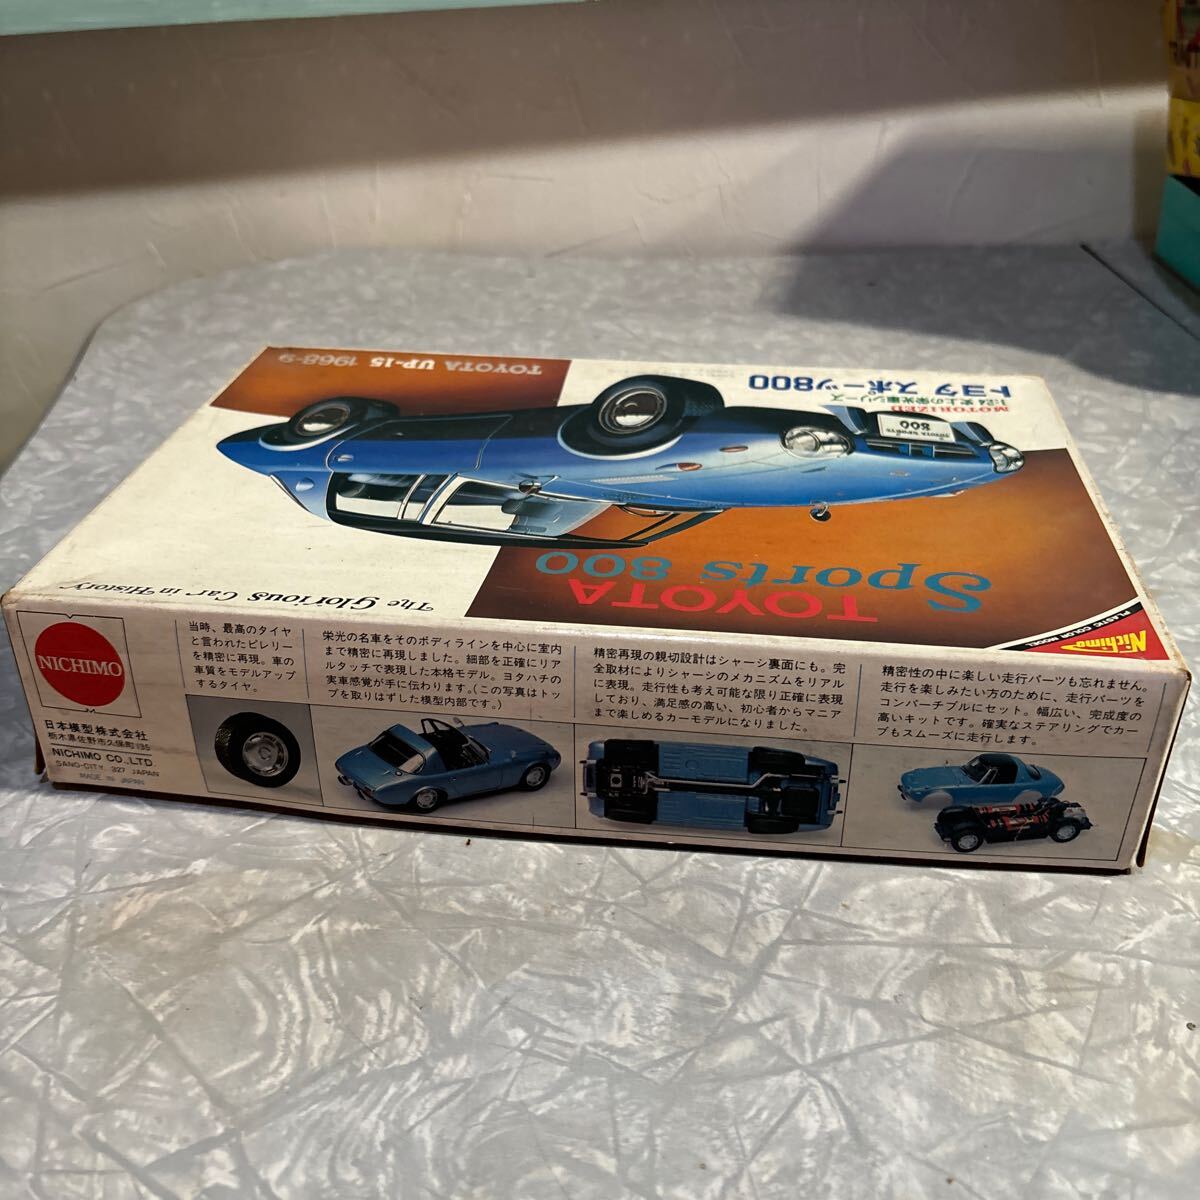 TOYOTA
Sports 800
Nichimo
PLASTIC COLOR MODEL
The Glorious Car in History
トヨタ スポーツ800
MOTORIZED
TOYOTA SPORTS
800
TOYOTA UP-15 1968-9
NICHIMO
日本模型株式会社
栃木県佐野市久保町135
NICHIMO CO.,LTD.
SANO-CITY, 327 JAPAN
MADE IN JAPAN
当時、最高のタイヤ
と言われたピレリー
を精密に再現。車の
車質をモデルアップ
するタイヤ。
栄光の名車をそのボディラインを中心に室内
まで精密に再現しました。細部を正確にリア
ルタッチで表現した本格モデル。ヨタハチの
実車感覚が手に伝わります。(この写真はトッ
プを取りはずした模型内部です。)
精密再現の親切設計はシャーシ裏面にも。完
全取材によりシャーシのメカニズムをリアル
に表現。走行性も考え可能な限り正確に表現
しており、満足感の高い、初心者からマニア
まで楽しめるカーモデルになりました。
精密性の中に楽しい走行パーツも忘れません。
走行を楽しみたい方のために、走行パーツを
コンバーチブルにセット。幅広い、完成度の
高いキットです。確実なステアリングでカー
ブもスムーズに走行します。